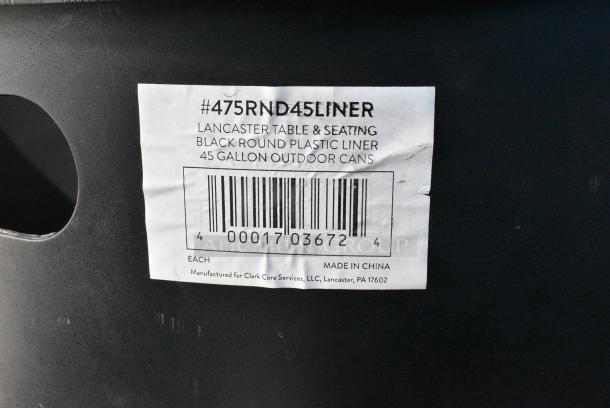 #475RND45LINER
LANCASTER TABLE & SEATING
BLACK ROUND PLASTIC LINER
45 GALLON OUTDOOR CANS
4 00017 03672 4
EACH MADE IN CHINA
Manufactured for Clark Core Services, LLC, Lancaster, PA 17602